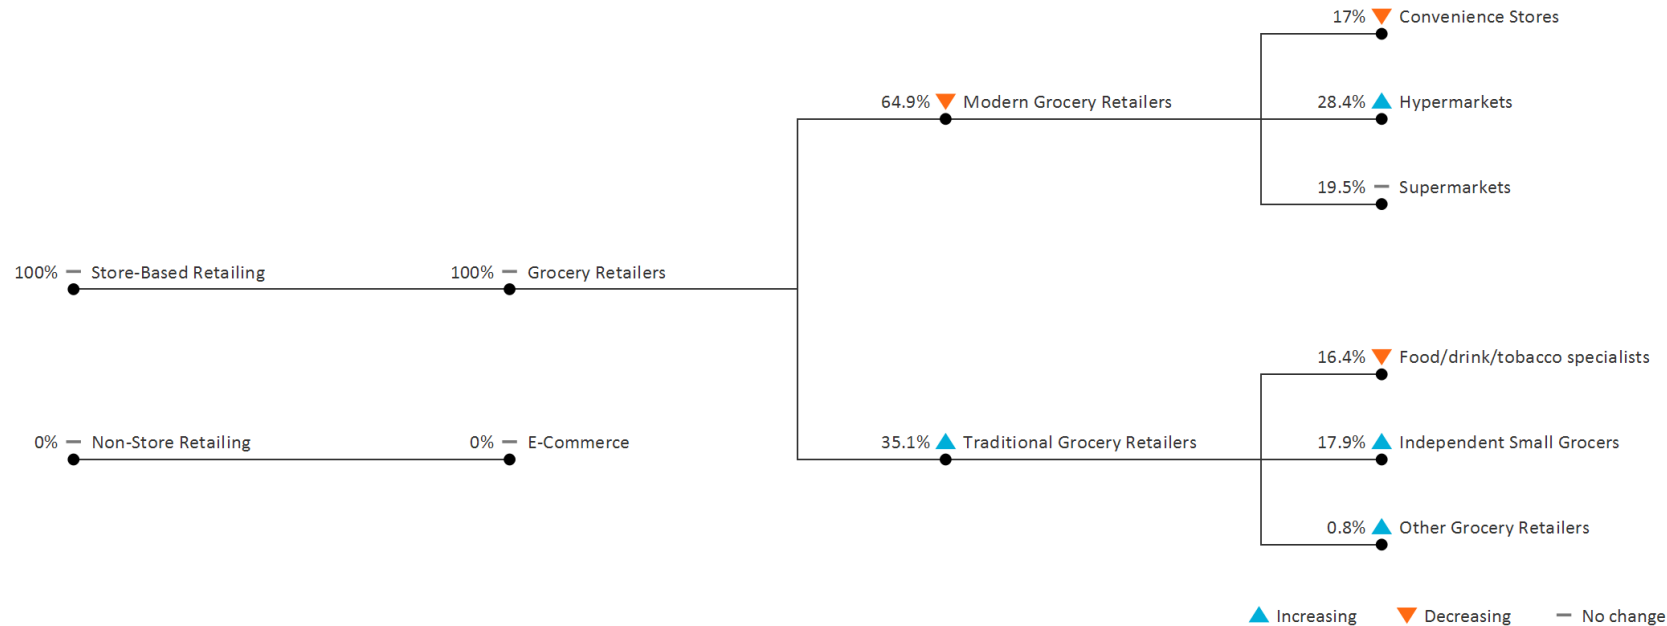 17% Convenience Stores
64.9% Modern Grocery Retailers
28.4% Hypermarkets
19.5% Supermarkets
100% Store-Based Retailing
100% Grocery Retailers
16.4% Food/drink/tobacco specialists
0% Non-Store Retailing
0% E-Commerce
35.1% Traditional Grocery Retailers
17.9% Independent Small Grocers
0.8% Other Grocery Retailers
Increasing Decreasing No change